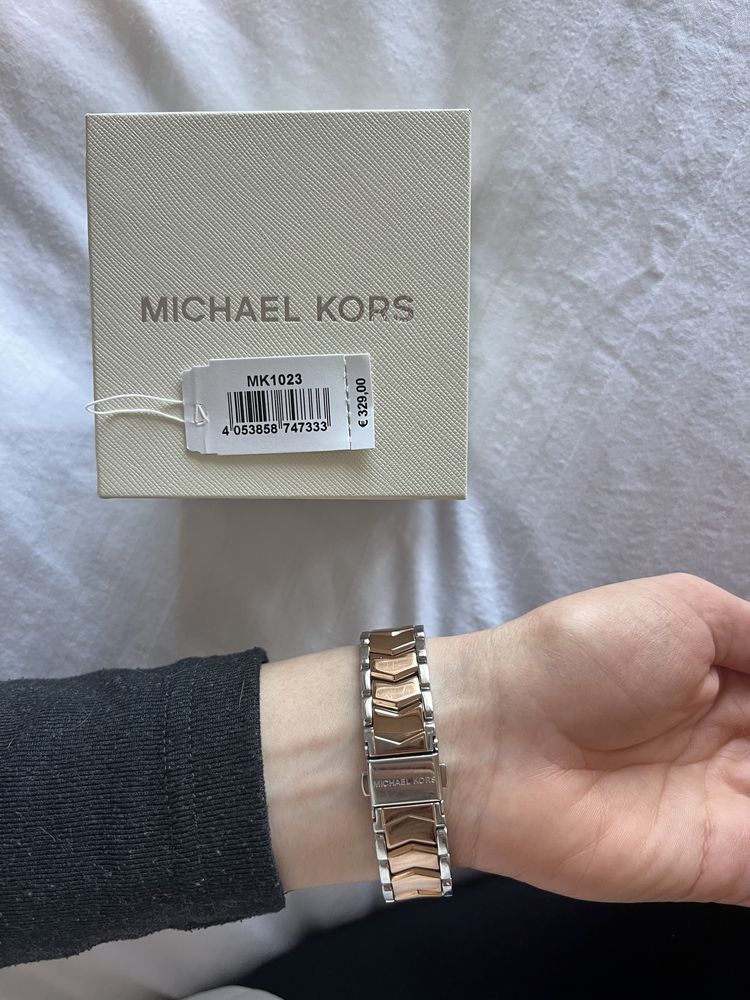 MICHAEL KORS
MK1023
4 053858 747333
€ 329,00
MICHAEL KORS